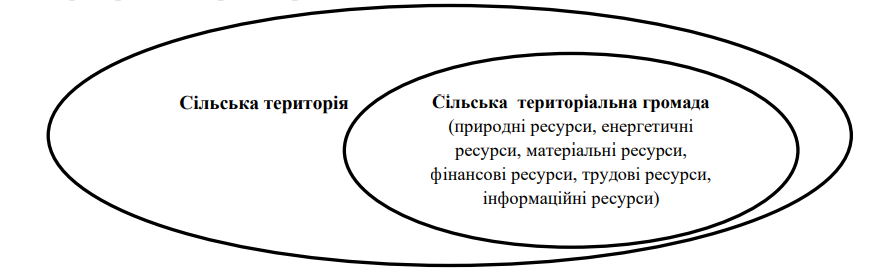 Сільська територія
Сільська територіальна громада
(природні ресурси, енергетичні
ресурси, матеріальні ресурси,
фінансові ресурси, трудові ресурси,
інформаційні ресурси)